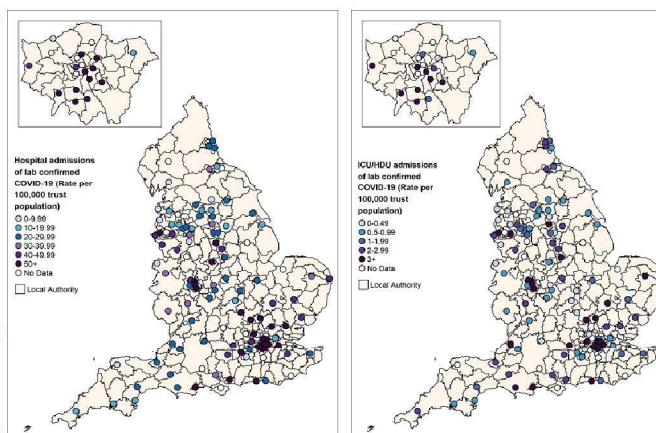 Hospital admissions
of lab confirmed
COVID-19 (Rate per
100,000 trust
population)
0-9.99
10-19.99
20-29.99
30-39.99
40-49.99
50+
No Data
Local Authority
ICU/HDU admissions
of lab confirmed
COVID-19 (Rate per
100,000 trust
population)
0-0.49
0.5-0.99
1-1.99
2-2.99
3+
No Data
Local Authority